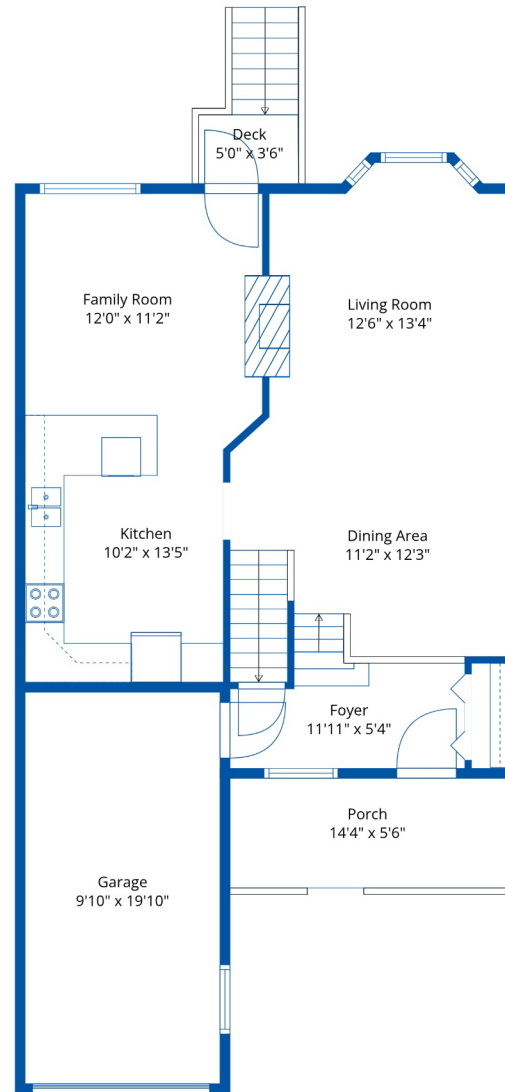 Deck
5'0" x 3'6"
Family Room
12'0" x 11'2"
Living Room
12'6" x 13'4"
Kitchen
10'2" x 13'5"
Dining Area
11'2" x 12'3"
Foyer
11'11" x 5'4"
Porch
14'4" x 5'6"
Garage
9'10" x 19'10"